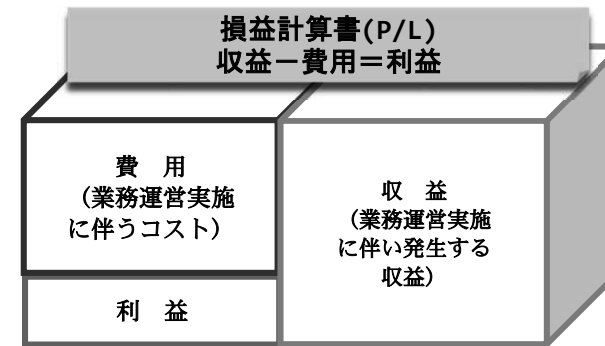 損益計算書(P/L)
収益－費用＝利益
費　用
（業務運営実施
に伴うコスト）
収　益
（業務運営実施
に伴い発生する
収益）
利　益